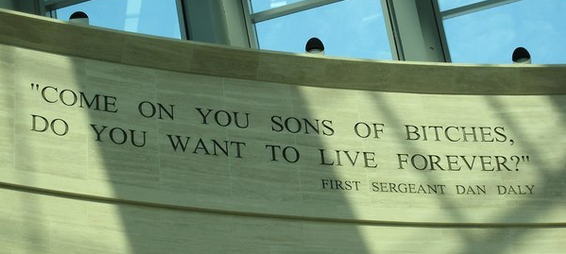 "COME ON YOU SONS OF BITCHES,
DO YOU WANT TO LIVE FOREVER?"
FIRST SERGEANT DAN DALY